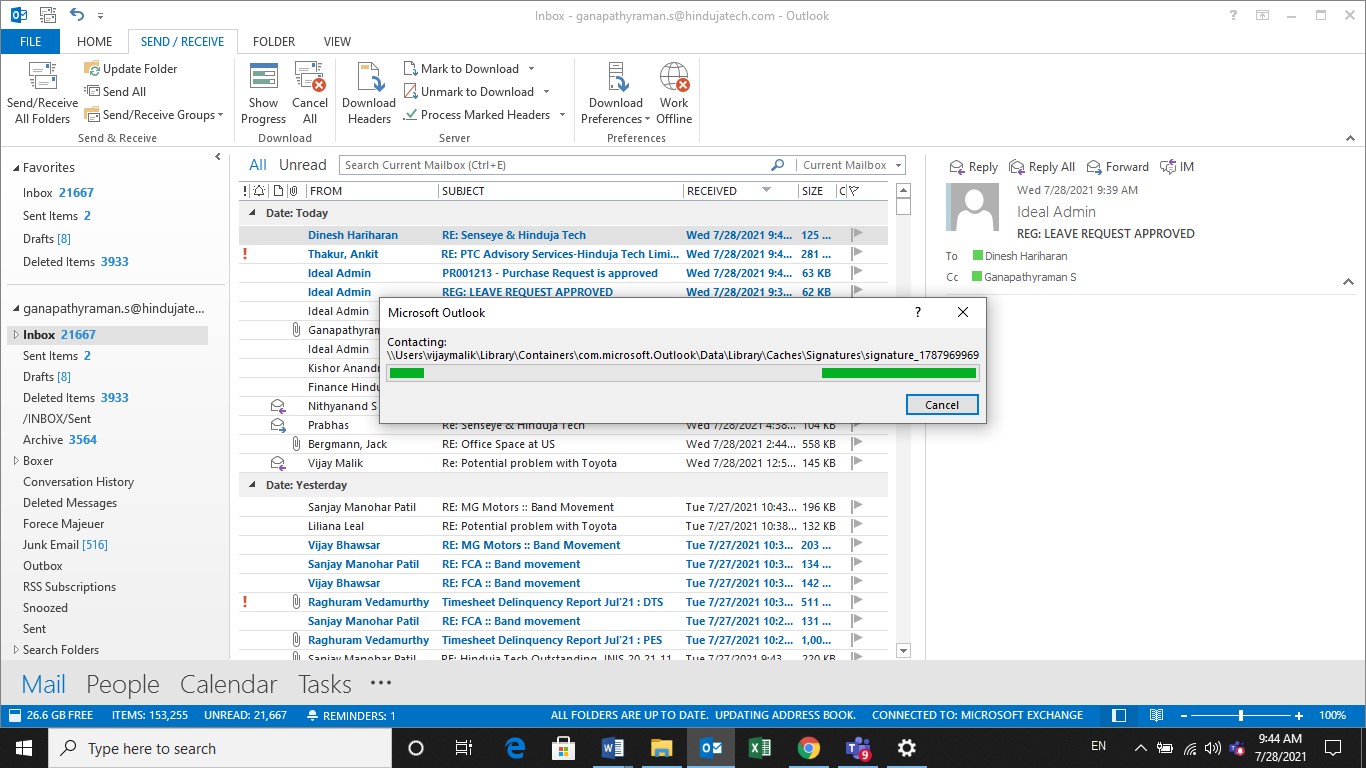 Inbox - ganapathyraman.s@hindujatech.com - Outlook
FILE HOME SEND / RECEIVE FOLDER VIEW
Send/Receive All Folders
Update Folder
Send All
Send/Receive Groups
Send & Receive
Show Progress
Cancel All
Download
Download Headers
Mark to Download
Unmark to Download
Process Marked Headers
Server
Download Preferences
Work Offline
Preferences
Favorites
Inbox 21667
Sent Items 2
Drafts [8]
Deleted Items 3933
ganapathyraman.s@hindujate...
Inbox 21667
Sent Items 2
Drafts [8]
Deleted Items 3933
/INBOX/Sent
Archive 3564
Boxer
Conversation History
Deleted Messages
Forece Majeuer
Junk Email [516]
Outbox
RSS Subscriptions
Snoozed
Sent
Search Folders
All Unread Search Current Mailbox (Ctrl+E) Current Mailbox
FROM SUBJECT RECEIVED SIZE C
Date: Today
Dinesh Hariharan RE: Senseye & Hinduja Tech Wed 7/28/2021 9:4... 125 ...
Thakur, Ankit RE: PTC Advisory Services-Hinduja Tech Limi... Wed 7/28/2021 9:4... 281 ...
Ideal Admin PR001213 - Purchase Request is approved Wed 7/28/2021 9:4... 63 KB
Ideal Admin REG: LEAVE REQUEST APPROVED Wed 7/28/2021 9:3... 62 KB
Ideal Admin
Ganapathyram
Ideal Admin
Kishor Anand
Finance Hindu
Nithyanand S
Prabhas RE: Senseye & Hinduja Tech Wed 7/28/2021 4:38... 104 KB
Bergmann, Jack RE: Office Space at US Wed 7/28/2021 2:44... 558 KB
Vijay Malik Re: Potential problem with Toyota Wed 7/28/2021 12:5... 145 KB
Date: Yesterday
Sanjay Manohar Patil RE: MG Motors :: Band Movement Tue 7/27/2021 10:43... 196 KB
Liliana Leal RE: Potential problem with Toyota Tue 7/27/2021 10:38... 132 KB
Vijay Bhawsar RE: MG Motors :: Band Movement Tue 7/27/2021 10:3... 203 ...
Sanjay Manohar Patil RE: FCA :: Band movement Tue 7/27/2021 10:3... 134 ...
Vijay Bhawsar RE: FCA :: Band movement Tue 7/27/2021 10:3... 142 ...
Raghuram Vedamurthy Timesheet Delinquency Report Jul'21 : DTS Tue 7/27/2021 10:3... 511 ...
Sanjay Manohar Patil RE: FCA :: Band movement Tue 7/27/2021 10:2... 131 ...
Raghuram Vedamurthy Timesheet Delinquency Report Jul'21 : PES Tue 7/27/2021 10:2... 1,00...
Sanjay Manohar Patil RE: Hinduja Tech Outstanding Tue 7/27/2021 9:43 220 KB
Microsoft Outlook
Contacting:
\\Users\vijaymalik\Library\Containers\com.microsoft.Outlook\Data\Library\Caches\Signatures\signature_1787969969
Cancel
Reply Reply All Forward IM
Wed 7/28/2021 9:39 AM
Ideal Admin
REG: LEAVE REQUEST APPROVED
To Dinesh Hariharan
Cc Ganapathyraman S
Mail People Calendar Tasks •••
26.6 GB FREE ITEMS: 153,255 UNREAD: 21,667 REMINDERS: 1 ALL FOLDERS ARE UP TO DATE. UPDATING ADDRESS BOOK. CONNECTED TO: MICROSOFT EXCHANGE 100%
Type here to search
9
EN
9:44 AM
7/28/2021